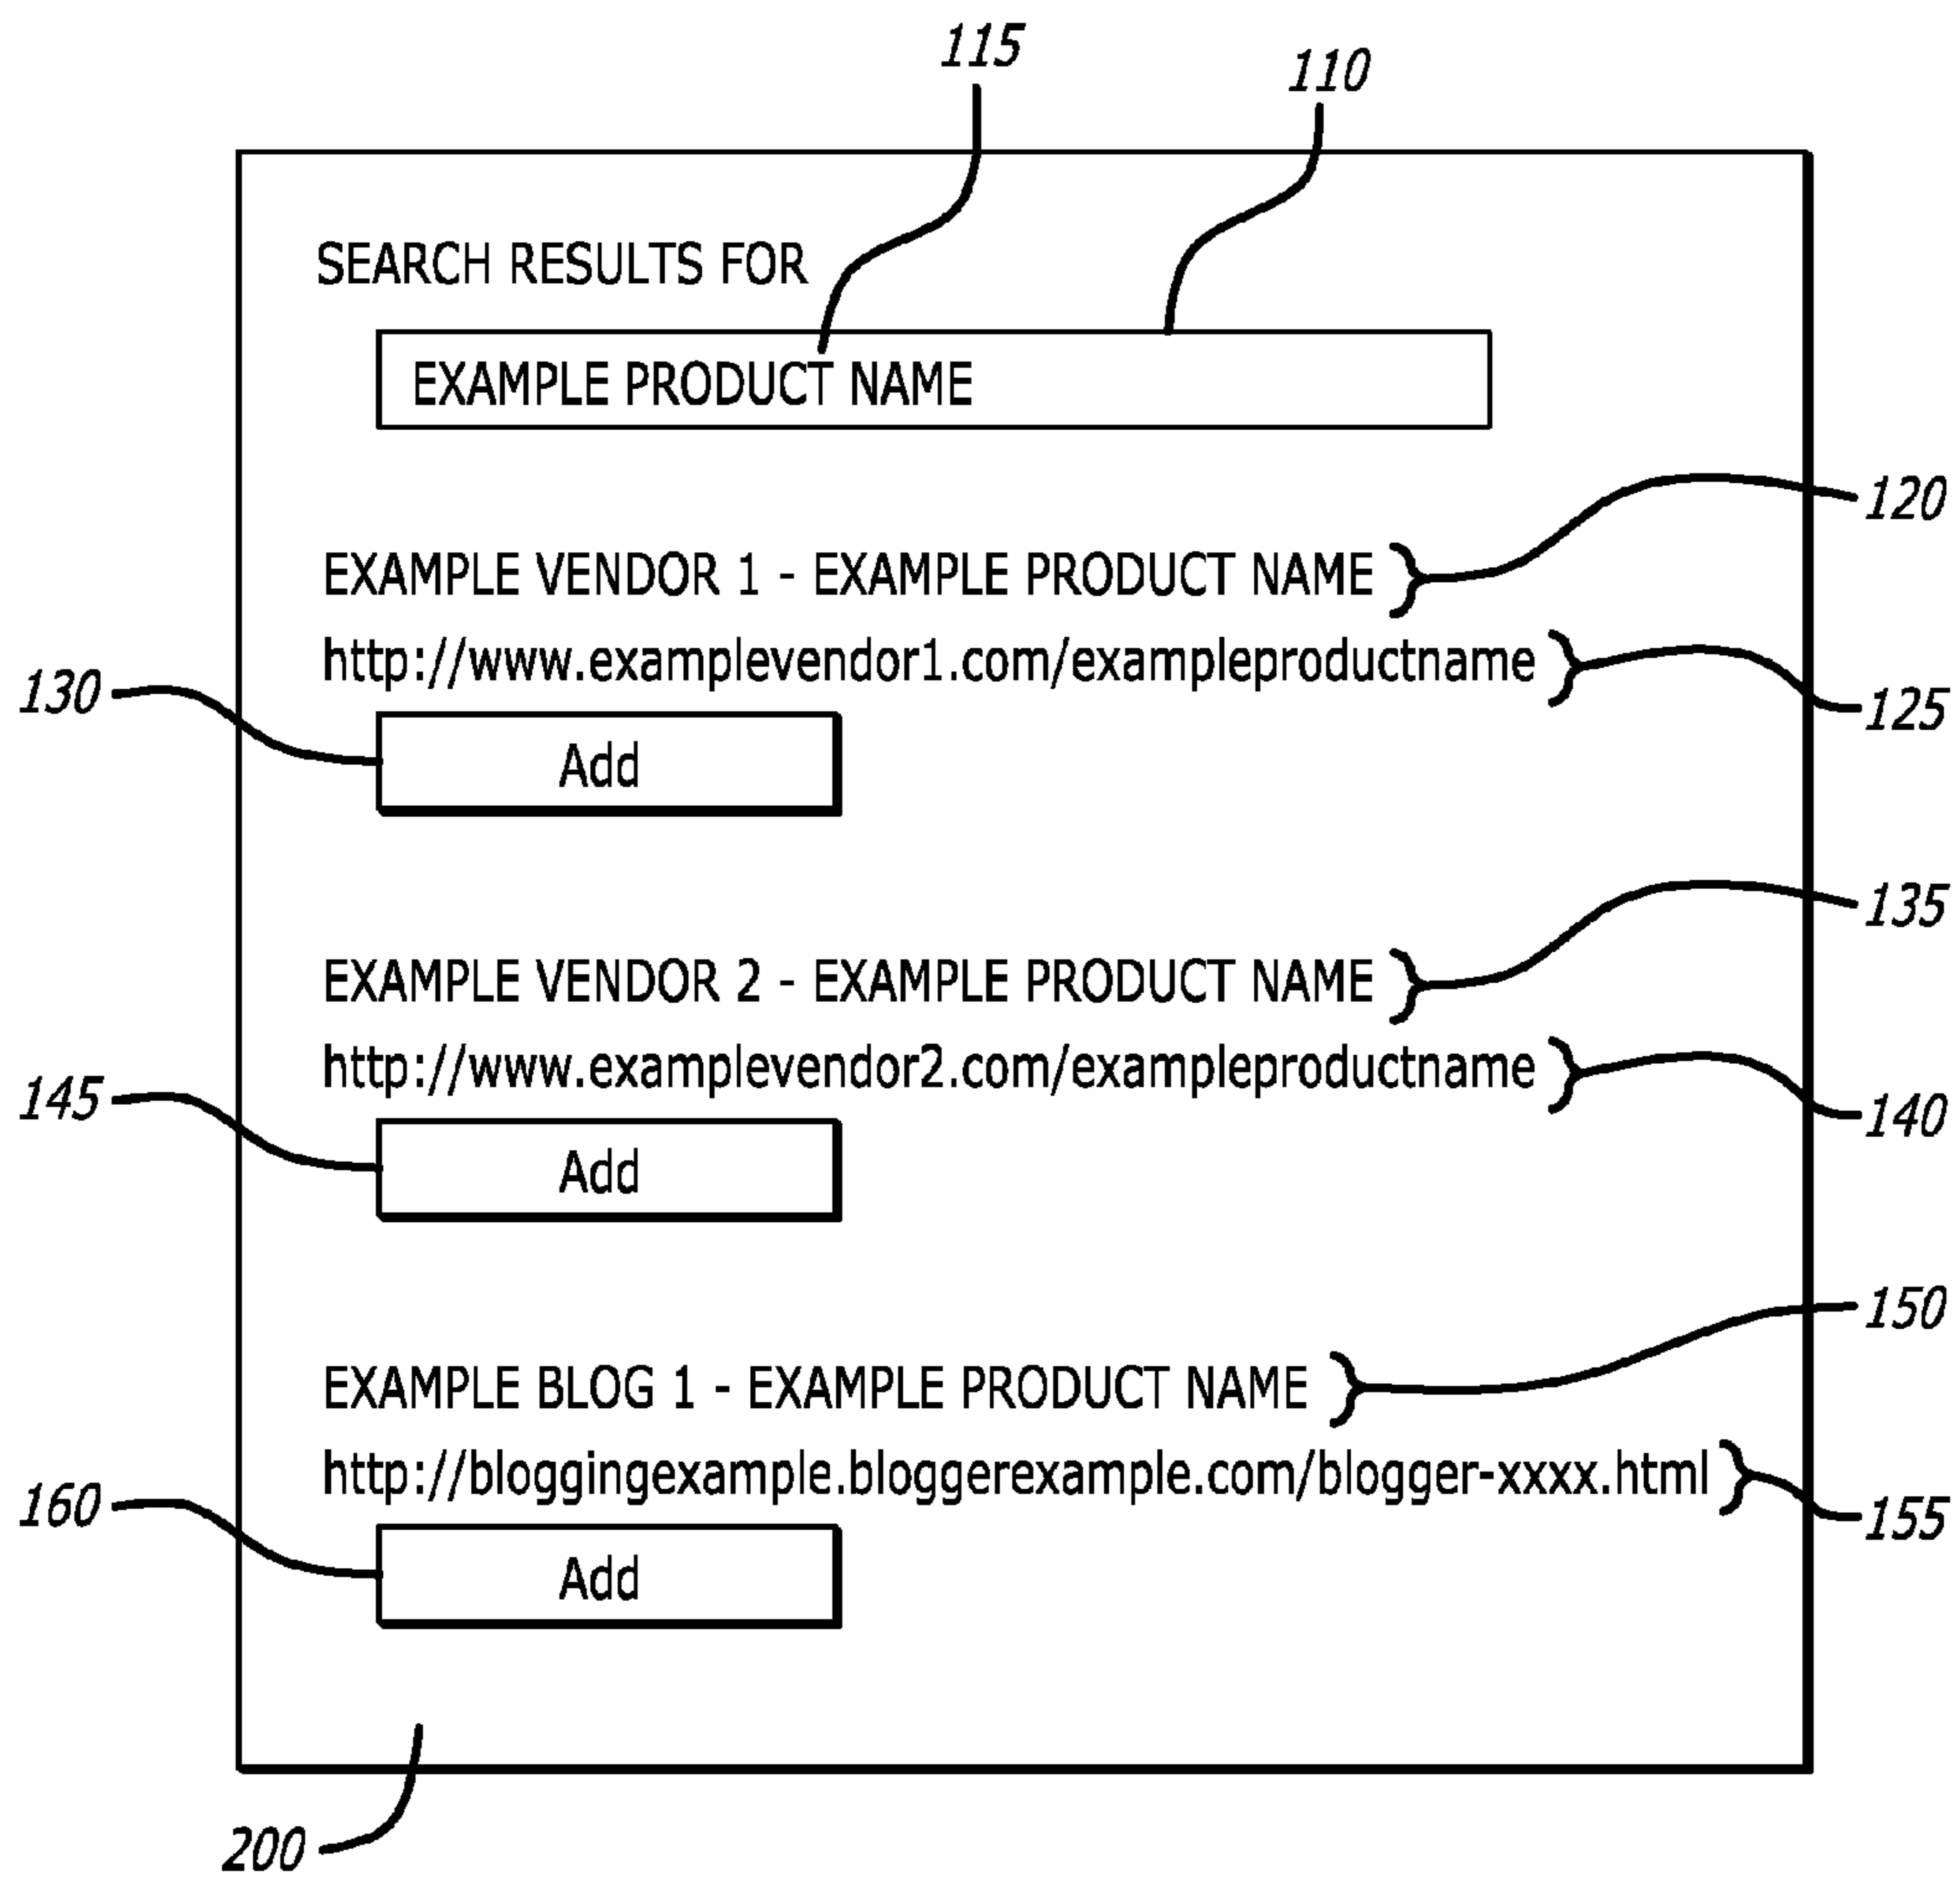 115
110
SEARCH RESULTS FOR
EXAMPLE PRODUCT NAME
120
EXAMPLE VENDOR 1 - EXAMPLE PRODUCT NAME
http://www.examplevendor1.com/exampleproductname
130
125
Add
135
EXAMPLE VENDOR 2 - EXAMPLE PRODUCT NAME
http://www.examplevendor2.com/exampleproductname
145
140
Add
150
EXAMPLE BLOG 1 - EXAMPLE PRODUCT NAME
http://bloggingexample.bloggerexample.com/blogger-xxxx.html
160
155
Add
200